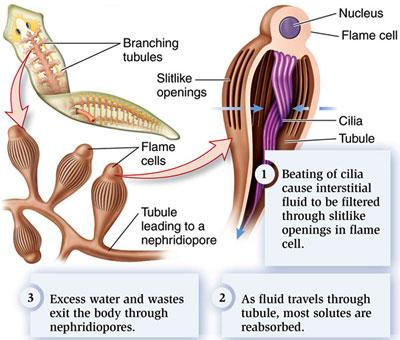 Branching
tubules
Nucleus
Flame cell
Slitlike
openings
Cilia
Tubule
Flame
cells
Tubule
leading to a
nephridiopore
1 Beating of cilia
cause interstitial
fluid to be filtered
through slitlike
openings in flame
cell.
2 As fluid travels through
tubule, most solutes are
reabsorbed.
3 Excess water and wastes
exit the body through
nephridiopores.